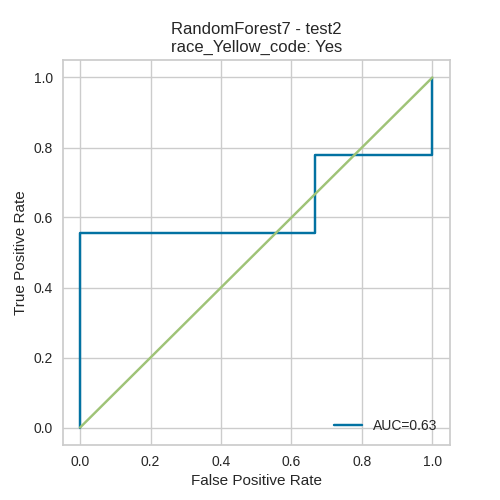 RandomForest7 - test2
race_Yellow_code: Yes
1.0
0.8
0.6
0.4
0.2
0.0
True Positive Rate
AUC=0.63
0.0 0.2 0.4 0.6 0.8 1.0
False Positive Rate